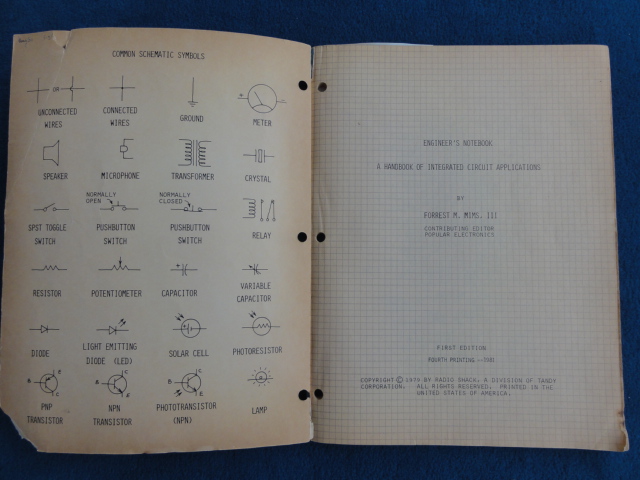 COMMON SCHEMATIC SYMBOLS
OR
UNCONNECTED
WIRES
CONNECTED
WIRES
GROUND
METER
SPEAKER
MICROPHONE
TRANSFORMER
CRYSTAL
SPST TOGGLE
SWITCH
NORMALLY
OPEN
PUSHBUTTON
SWITCH
NORMALLY
CLOSED
PUSHBUTTON
SWITCH
RELAY
RESISTOR
POTENTIOMETER
CAPACITOR
VARIABLE
CAPACITOR
DIODE
LIGHT EMITTING
DIODE (LED)
SOLAR CELL
PHOTORESISTOR
B
E
C
PNP
TRANSISTOR
B
C
E
NPN
TRANSISTOR
B
C
E
PHOTOTRANSISTOR
(NPN)
LAMP
ENGINEER'S NOTEBOOK
A HANDBOOK OF INTEGRATED CIRCUIT APPLICATIONS
BY
FORREST M. MIMS, III
CONTRIBUTING EDITOR
POPULAR ELECTRONICS
FIRST EDITION
FOURTH PRINTING--1980
COPYRIGHT © 1979 BY RADIO SHACK, A DIVISION OF TANDY
CORPORATION. ALL RIGHTS RESERVED. PRINTED IN THE
UNITED STATES OF AMERICA.